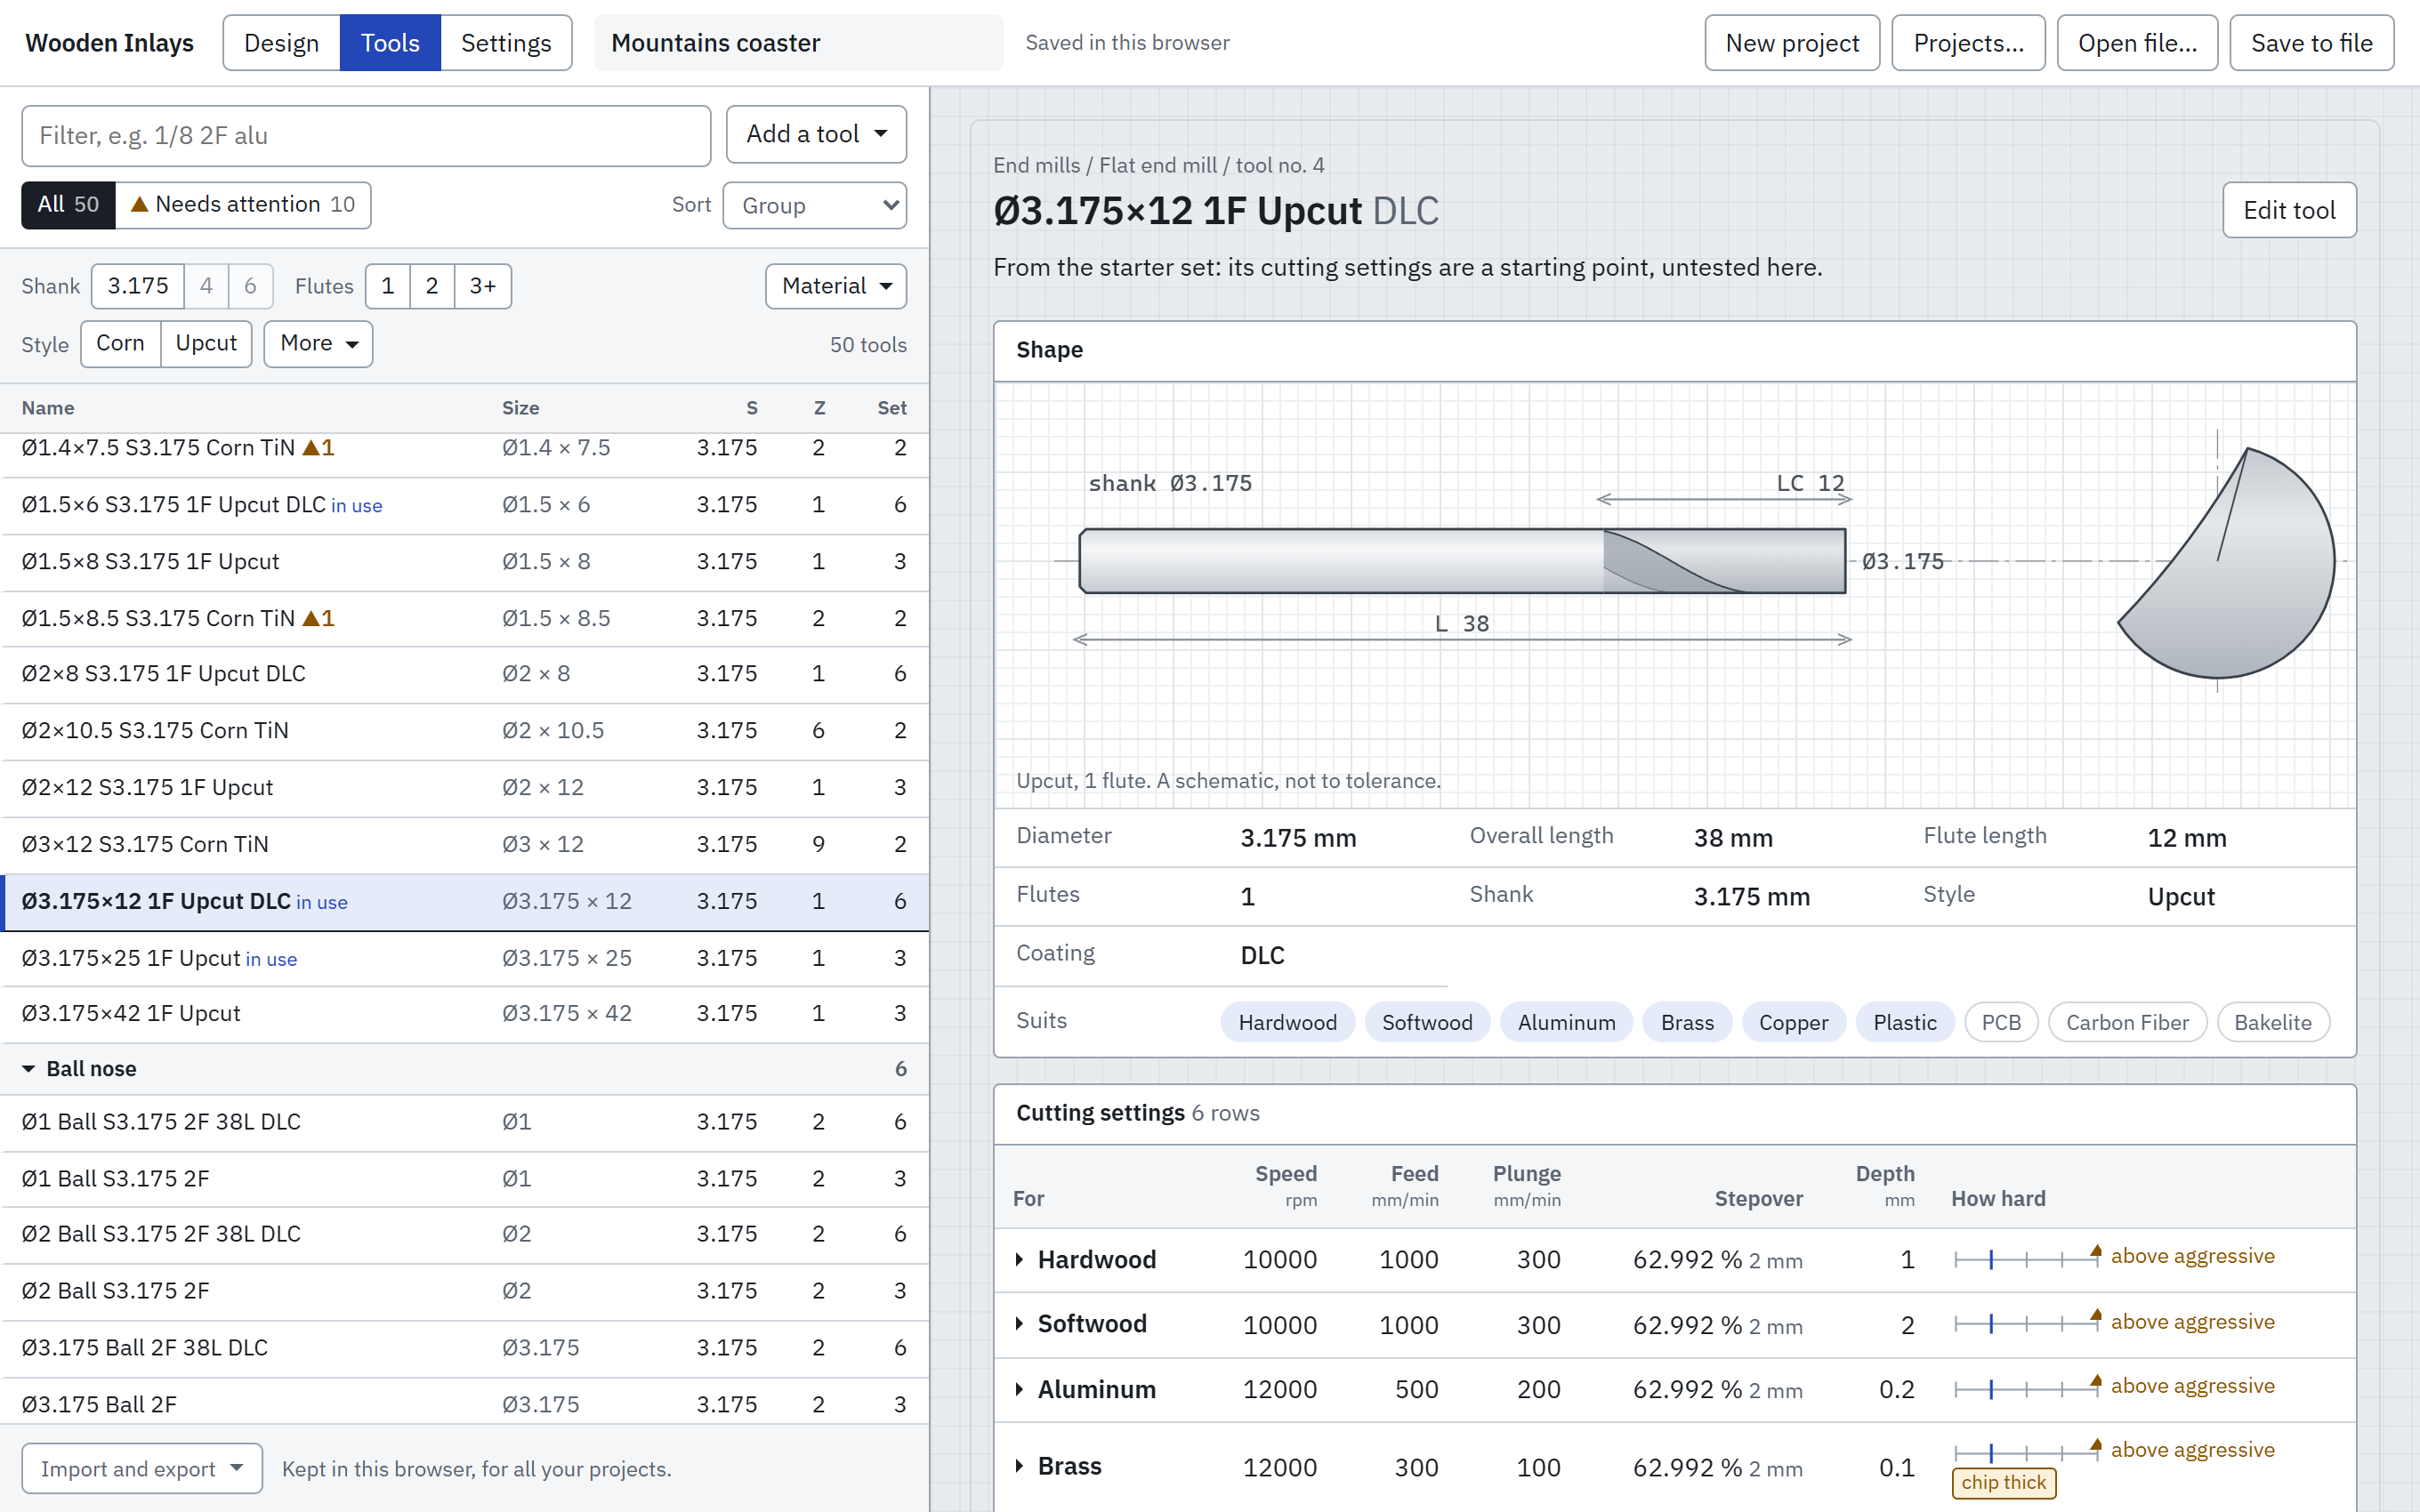 Wooden Inlays Design Tools Settings Mountains coaster Saved in this browser New project Projects... Open file... Save to file
Filter, e.g. 1/8 2F alu Add a tool
All 50 Needs attention 10 Sort Group
Shank 3.175 4 6 Flutes 1 2 3+ Material
Style Corn Upcut More 50 tools
Name Size S Z Set
Ø1.4×7.5 S3.175 Corn TiN ▲1 Ø1.4 × 7.5 3.175 2 2
Ø1.5×6 S3.175 1F Upcut DLC in use Ø1.5 × 6 3.175 1 6
Ø1.5×8 S3.175 1F Upcut Ø1.5 × 8 3.175 1 3
Ø1.5×8.5 S3.175 Corn TiN ▲1 Ø1.5 × 8.5 3.175 2 2
Ø2×8 S3.175 1F Upcut DLC Ø2 × 8 3.175 1 6
Ø2×10.5 S3.175 Corn TiN Ø2 × 10.5 3.175 6 2
Ø2×12 S3.175 1F Upcut Ø2 × 12 3.175 1 3
Ø3×12 S3.175 Corn TiN Ø3 × 12 3.175 9 2
Ø3.175×12 1F Upcut DLC in use Ø3.175 × 12 3.175 1 6
Ø3.175×25 1F Upcut in use Ø3.175 × 25 3.175 1 3
Ø3.175×42 1F Upcut Ø3.175 × 42 3.175 1 3
Ball nose 6
Ø1 Ball S3.175 2F 38L DLC Ø1 3.175 2 6
Ø1 Ball S3.175 2F Ø1 3.175 2 3
Ø2 Ball S3.175 2F 38L DLC Ø2 3.175 2 6
Ø2 Ball S3.175 2F Ø2 3.175 2 3
Ø3.175 Ball 2F 38L DLC Ø3.175 3.175 2 6
Ø3.175 Ball 2F Ø3.175 3.175 2 3
Import and export Kept in this browser, for all your projects.
End mills / Flat end mill / tool no. 4
Ø3.175×12 1F Upcut DLC Edit tool
From the starter set: its cutting settings are a starting point, untested here.
Shape
shank Ø3.175 LC 12
Ø3.175
L 38
Upcut, 1 flute. A schematic, not to tolerance.
Diameter 3.175 mm Overall length 38 mm Flute length 12 mm
Flutes 1 Shank 3.175 mm Style Upcut
Coating DLC
Suits Hardwood Softwood Aluminum Brass Copper Plastic PCB Carbon Fiber Bakelite
Cutting settings 6 rows
For Speed rpm Feed mm/min Plunge mm/min Stepover Depth mm How hard
Hardwood 10000 1000 300 62.992 % 2 mm 1 above aggressive
Softwood 10000 1000 300 62.992 % 2 mm 2 above aggressive
Aluminum 12000 500 200 62.992 % 2 mm 0.2 above aggressive
Brass 12000 300 100 62.992 % 2 mm 0.1 above aggressive
chip thick